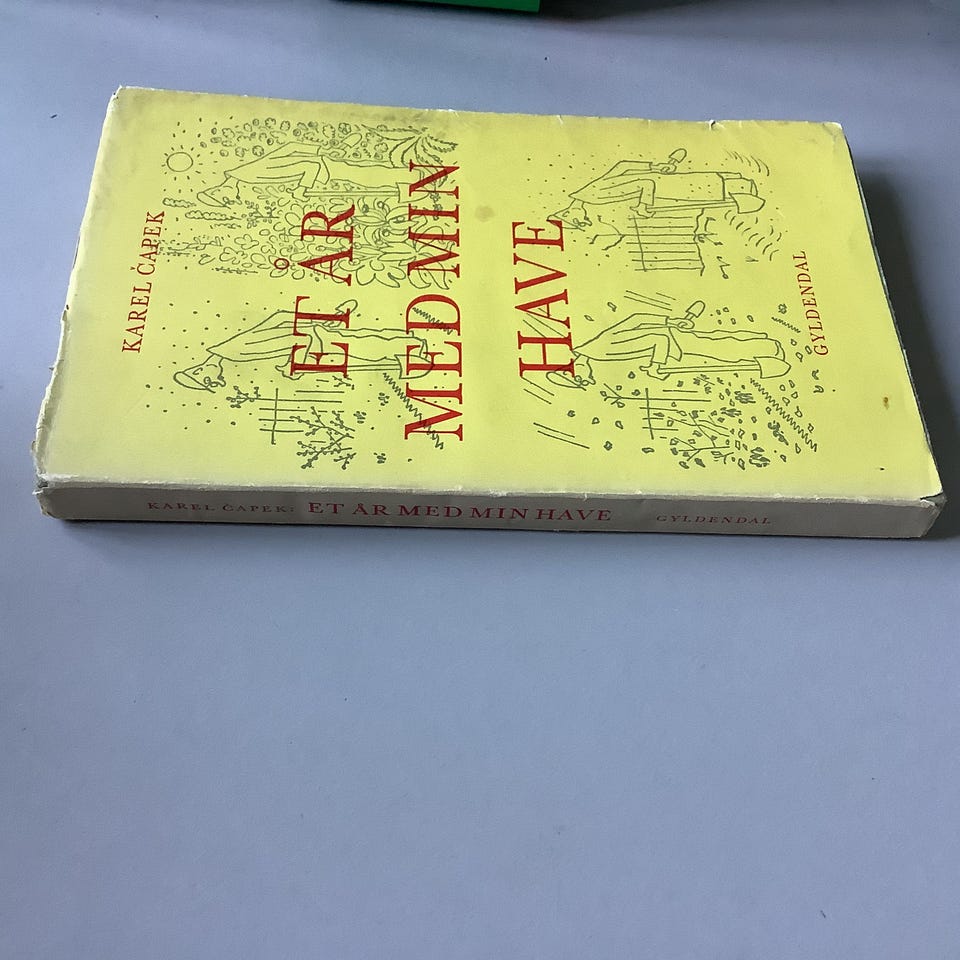 KAREL ČAPEK
ET ÅR
MED MIN
HAVE
GYLDENDAL
KAREL ČAPEK: ET ÅR MED MIN HAVE GYLDENDAL